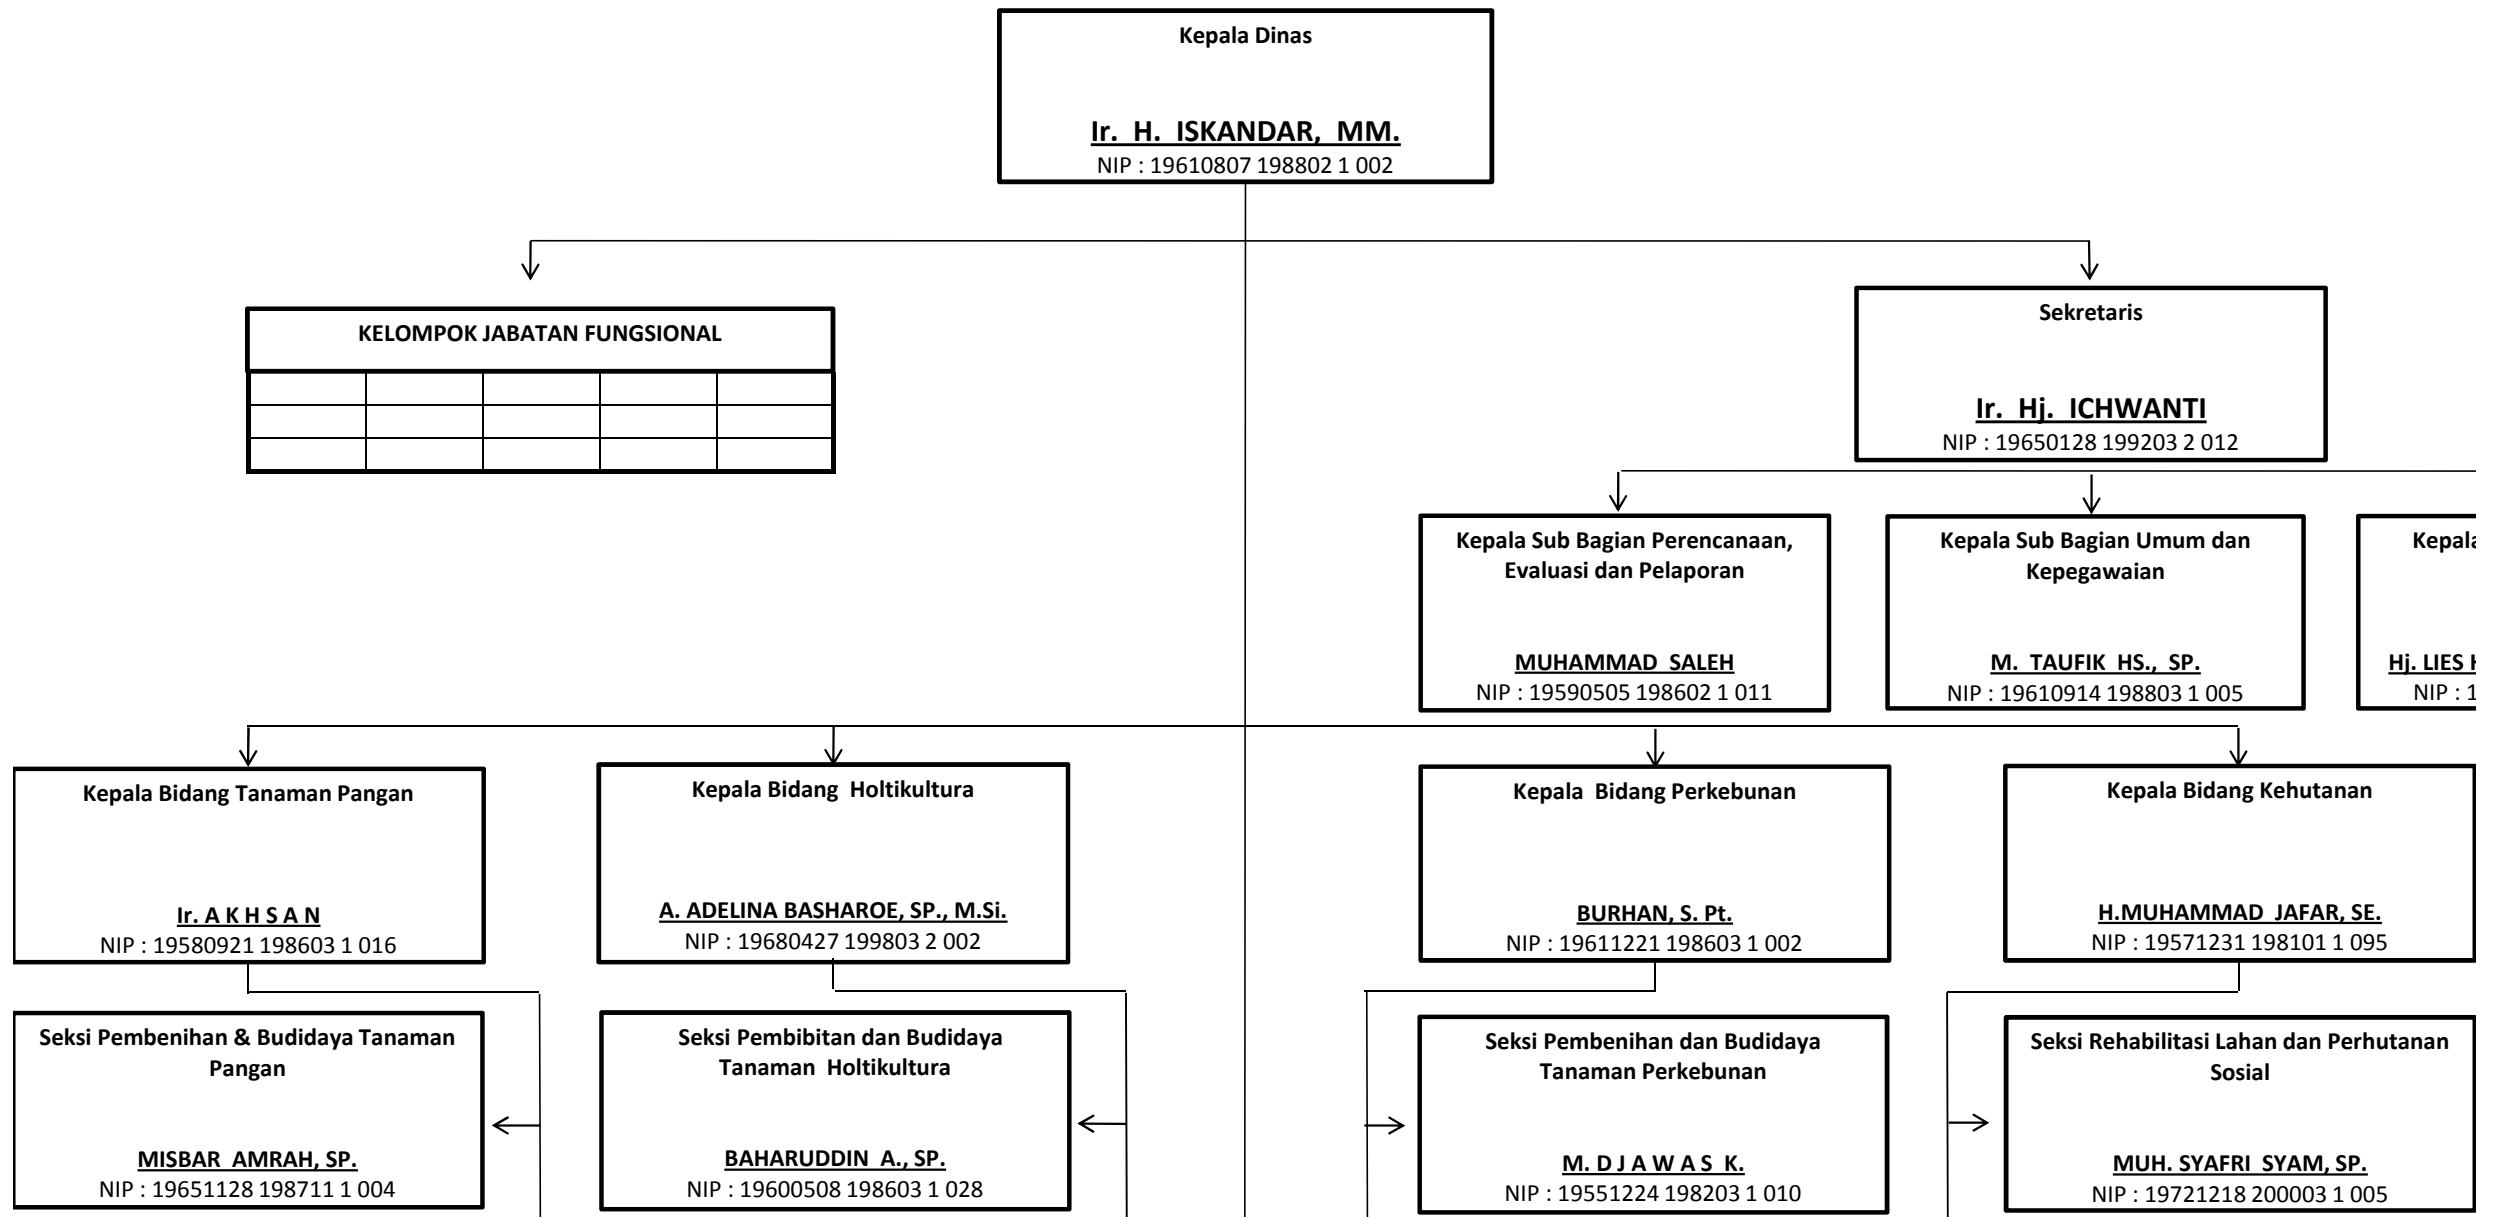 Kepala Dinas
Ir. H. ISKANDAR, MM.
NIP : 19610807 198802 1 002
KELOMPOK JABATAN FUNGSIONAL
Sekretaris
Ir. Hj. ICHWANTI
NIP : 19650128 199203 2 012
Kepala Sub Bagian Perencanaan,
Evaluasi dan Pelaporan
MUHAMMAD SALEH
NIP : 19590505 198602 1 011
Kepala Sub Bagian Umum dan
Kepegawaian
M. TAUFIK HS., SP.
NIP : 19610914 198803 1 005
Kepala
Hj. LIES
NIP : 1
Kepala Bidang Tanaman Pangan
Ir. A K H S A N
NIP : 19580921 198603 1 016
Kepala Bidang Holtikultura
A. ADELINA BASHAROE, SP., M.Si.
NIP : 19680427 199803 2 002
Kepala Bidang Perkebunan
BURHAN, S. Pt.
NIP : 19611221 198603 1 002
Kepala Bidang Kehutanan
H.MUHAMMAD JAFAR, SE.
NIP : 19571231 198101 1 095
Seksi Pembenihan & Budidaya Tanaman
Pangan
MISBAR AMRAH, SP.
NIP : 19651128 198711 1 004
Seksi Pembibitan dan Budidaya
Tanaman Holtikultura
BAHARUDDIN A., SP.
NIP : 19600508 198603 1 028
Seksi Pembenihan dan Budidaya
Tanaman Perkebunan
M. D J A W A S K.
NIP : 19551224 198203 1 010
Seksi Rehabilitasi Lahan dan Perhutanan
Sosial
MUH. SYAFRI SYAM, SP.
NIP : 19721218 200003 1 005